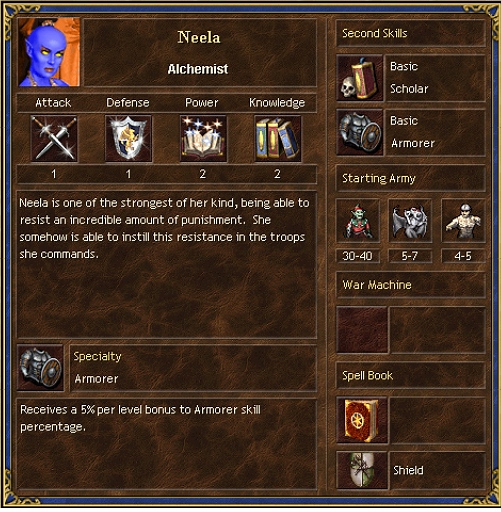 Neela
Alchemist
Attack Defense Power Knowledge
1 1 2 2
Neela is one of the strongest of her kind, being able to
resist an incredible amount of punishment. She
somehow is able to instill this resistance in the troops
she commands.
Specialty
Armorer
Receives a 5% per level bonus to Armorer skill
percentage.
Second Skills
Basic
Scholar
Basic
Armorer
Starting Army
30-40 5-7 4-5
War Machine
Spell Book
Shield